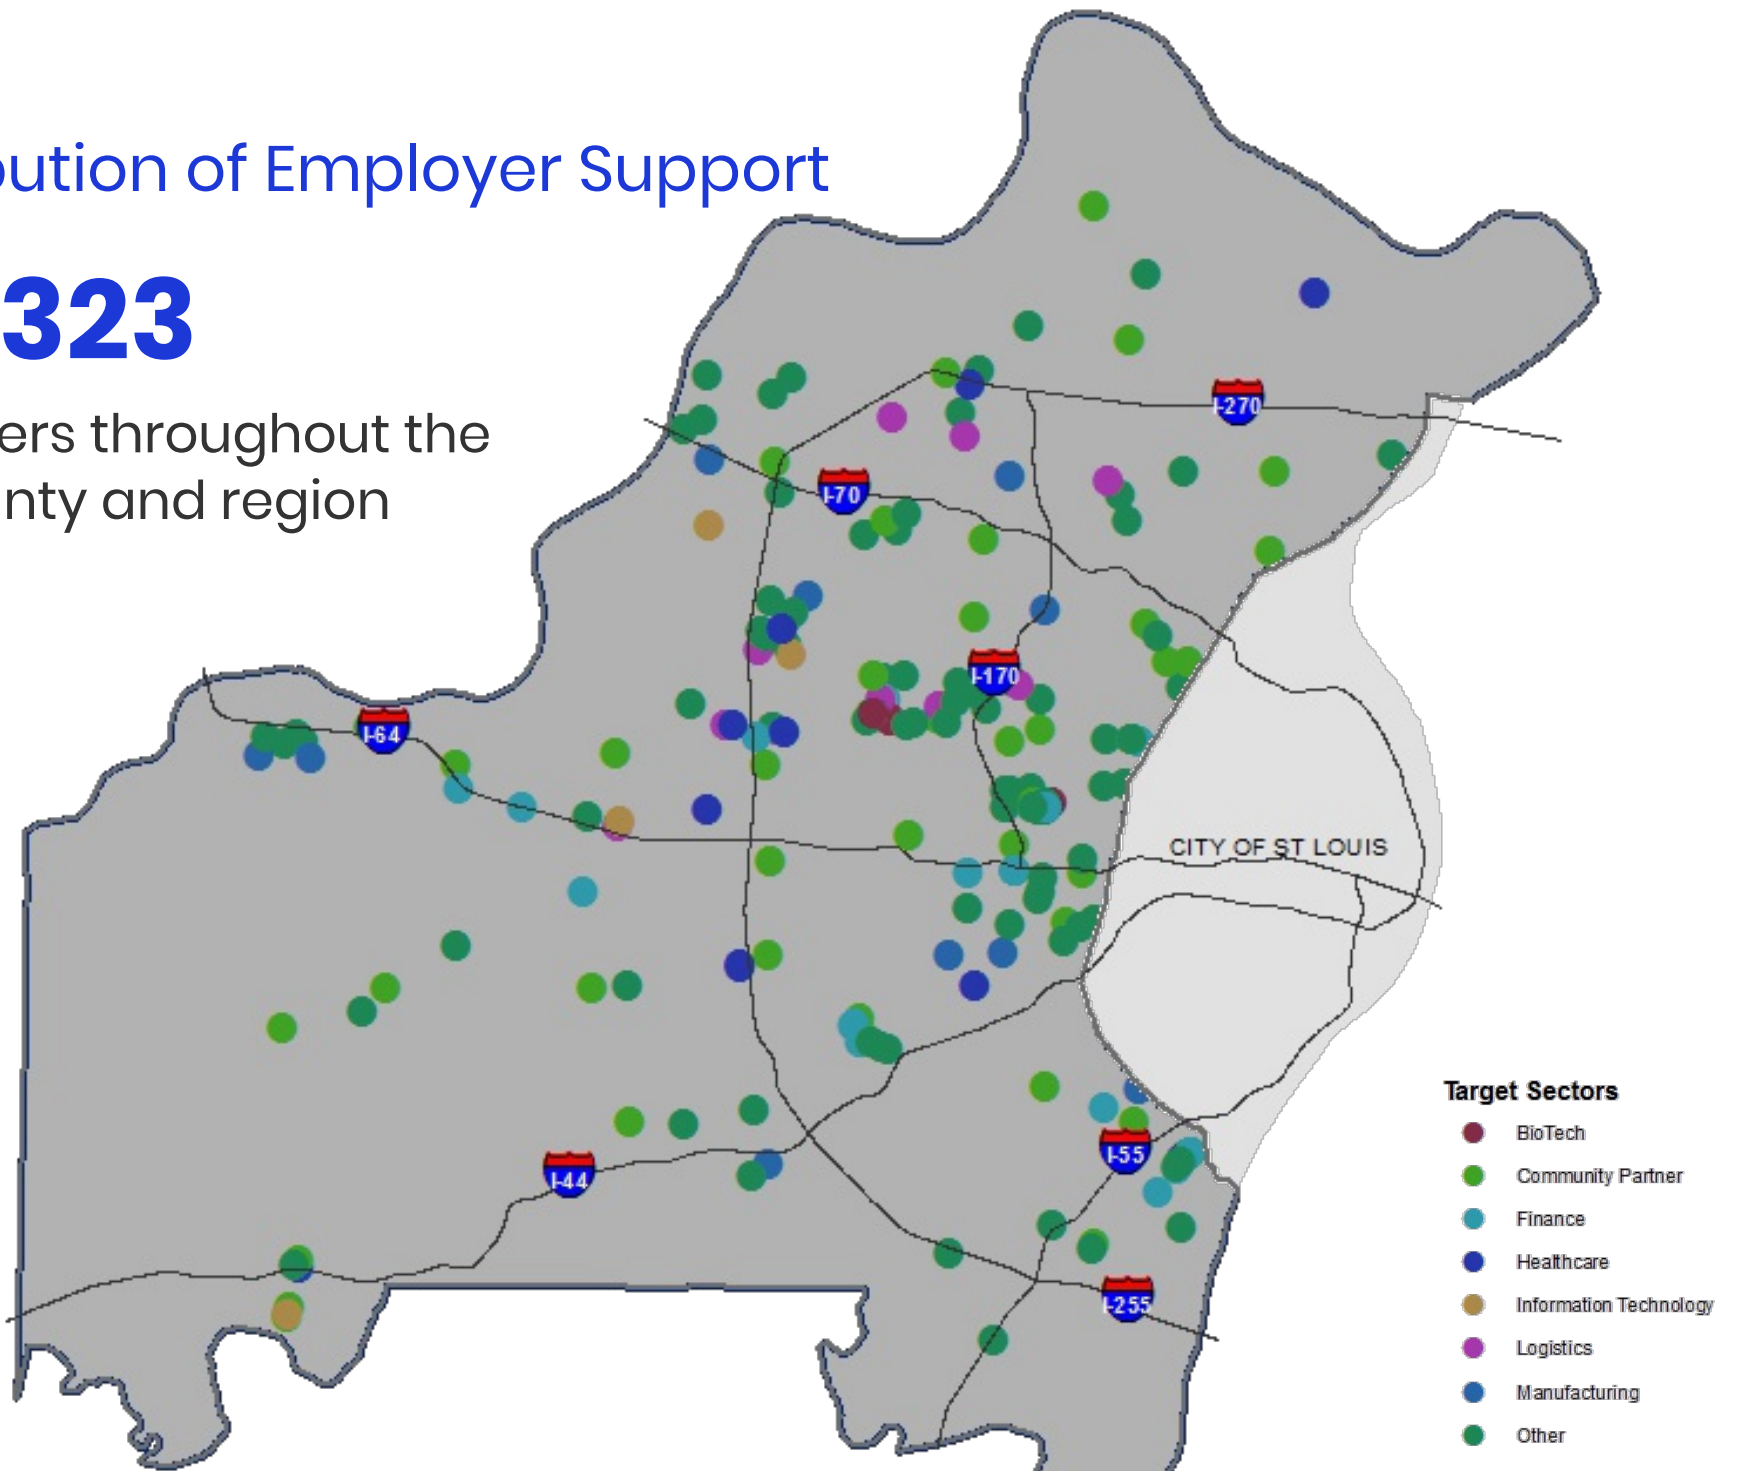 bution of Employer Support
323
ers throughout the
nty and region
I-270
I-70
I-170
I-64
CITY OF ST LOUIS
I-55
I-44
I-255
Target Sectors
BioTech
Community Partner
Finance
Healthcare
Information Technology
Logistics
Manufacturing
Other